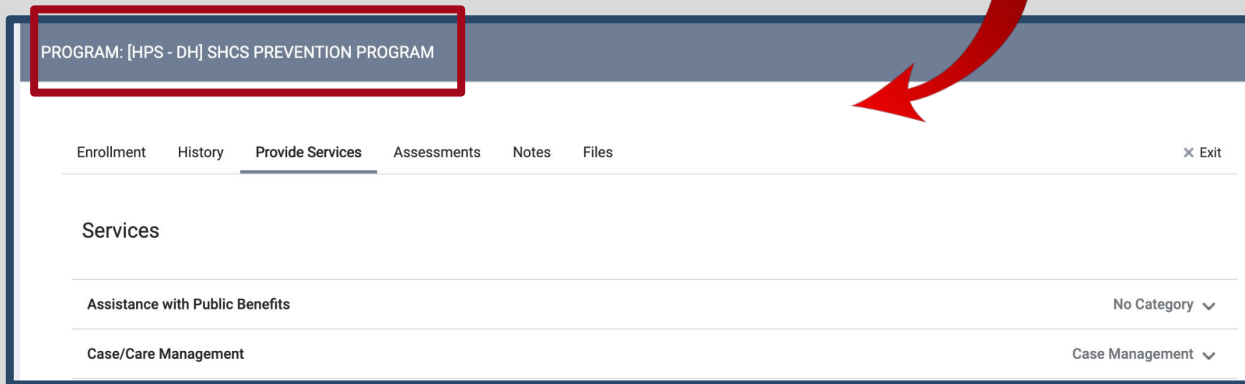 PROGRAM: [HPS - DH] SHCS PREVENTION PROGRAM
Enrollment History Provide Services Assessments Notes Files × Exit
Services
Assistance with Public Benefits No Category
Case/Care Management Case Management